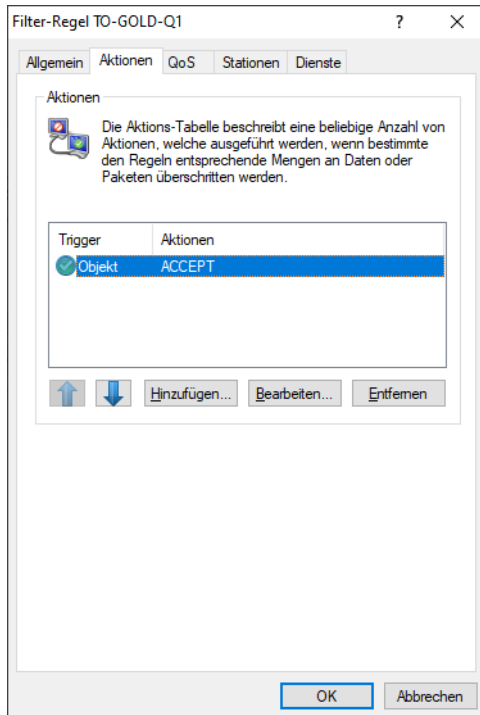 Filter-Regel TO-GOLD-Q1 ? ×
Allgemein Aktionen QoS Stationen Dienste
Aktionen
Die Aktions-Tabelle beschreibt eine beliebige Anzahl von
Aktionen, welche ausgeführt werden, wenn bestimmte
den Regeln entsprechende Mengen an Daten oder
Paketen überschritten werden.
Trigger Aktionen
Objekt ACCEPT
Hinzufügen... Bearbeiten... Entfernen
OK Abbrechen